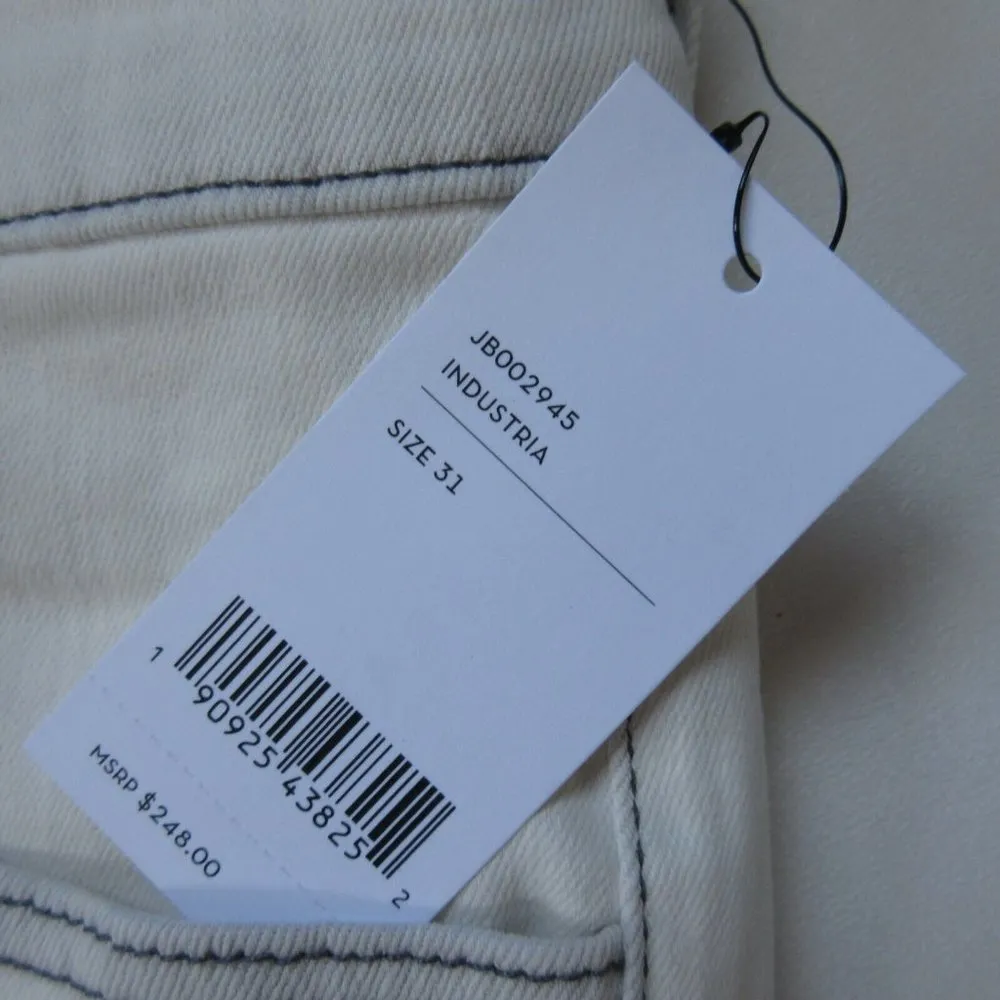 JB002945
INDUSTRIA
SIZE 31
1 90925 43825 2
MSRP $248.00